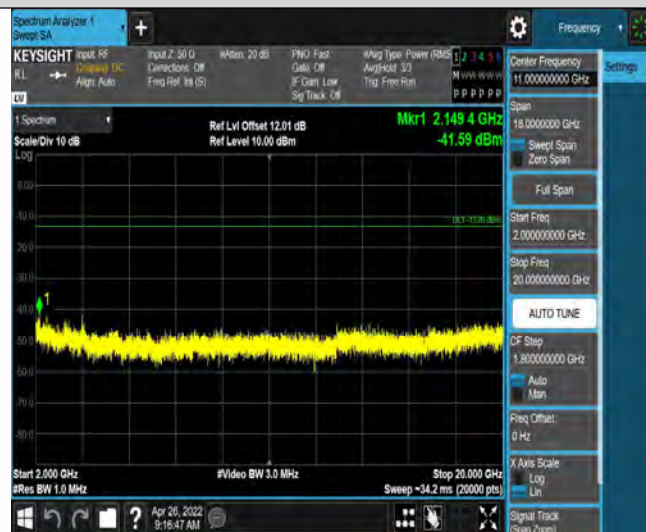 Spectrum Analyzer 1
Swept SA
Frequency
KEYSIGHT
Input: RF
Coupling: DC
Align: Auto
Input Z: 50 Ω
Corrections: Off
Freq Ref: Int (S)
#Atten: 20 dB
PNO: Fast
Gate: Off
IF Gain: Low
Sig Track: Off
#Avg Type: Power (RMS
Avg|Hold: 3/3
Trig: Free Run
1 2 3 4 5 6
M W W W W W
P P P P P P
RL
LW
1 Spectrum
Scale/Div 10 dB
Log
Ref Lvl Offset 12.01 dB
Ref Level 10.00 dBm
Mkr1 2.149 4 GHz
-41.59 dBm
0.00
-10.0
-20.0
-30.0
-40.0
-50.0
-60.0
-70.0
-80.0
1
Start 2.000 GHz
#Res BW 1.0 MHz
#Video BW 3.0 MHz
Stop 20.000 GHz
Sweep ~34.2 ms (20000 pts)
Apr 26, 2022
9:16:47 AM
Center Frequency
11.000000000 GHz
Settings
Span
18.0000000 GHz
Swept Span
Zero Span
Full Span
Start Freq
2.000000000 GHz
Stop Freq
20.000000000 GHz
AUTO TUNE
CF Step
1.800000000 GHz
Auto
Man
Freq Offset
0 Hz
X Axis Scale
Log
Lin
Signal Track
(Span Zoom)